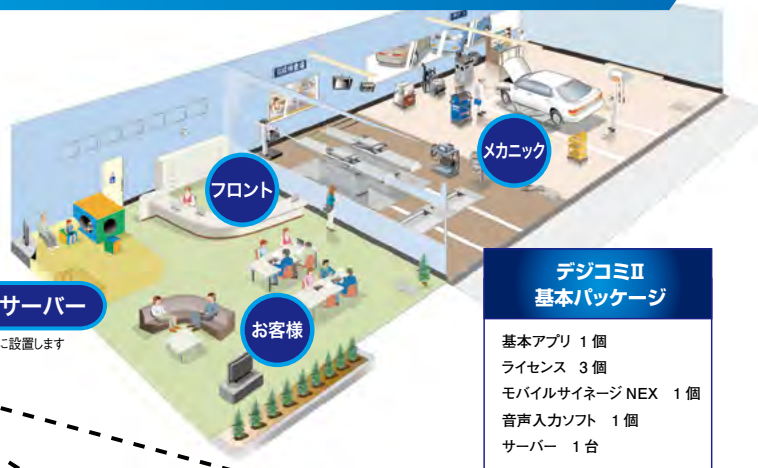 メカニック
フロント
サーバー
に設置します
お客様
デジコミⅡ
基本パッケージ
基本アプリ 1個
ライセンス 3個
モバイルサイネージ NEX 1個
音声入力ソフト 1個
サーバー 1台